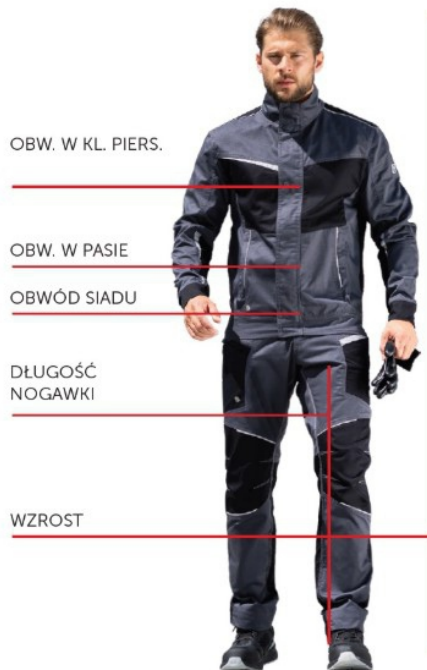 OBW. W KL. PIERS.
OBW. W PASIE
OBWÓD SIADU
DŁUGOŚĆ
NOGAWKI
WZROST